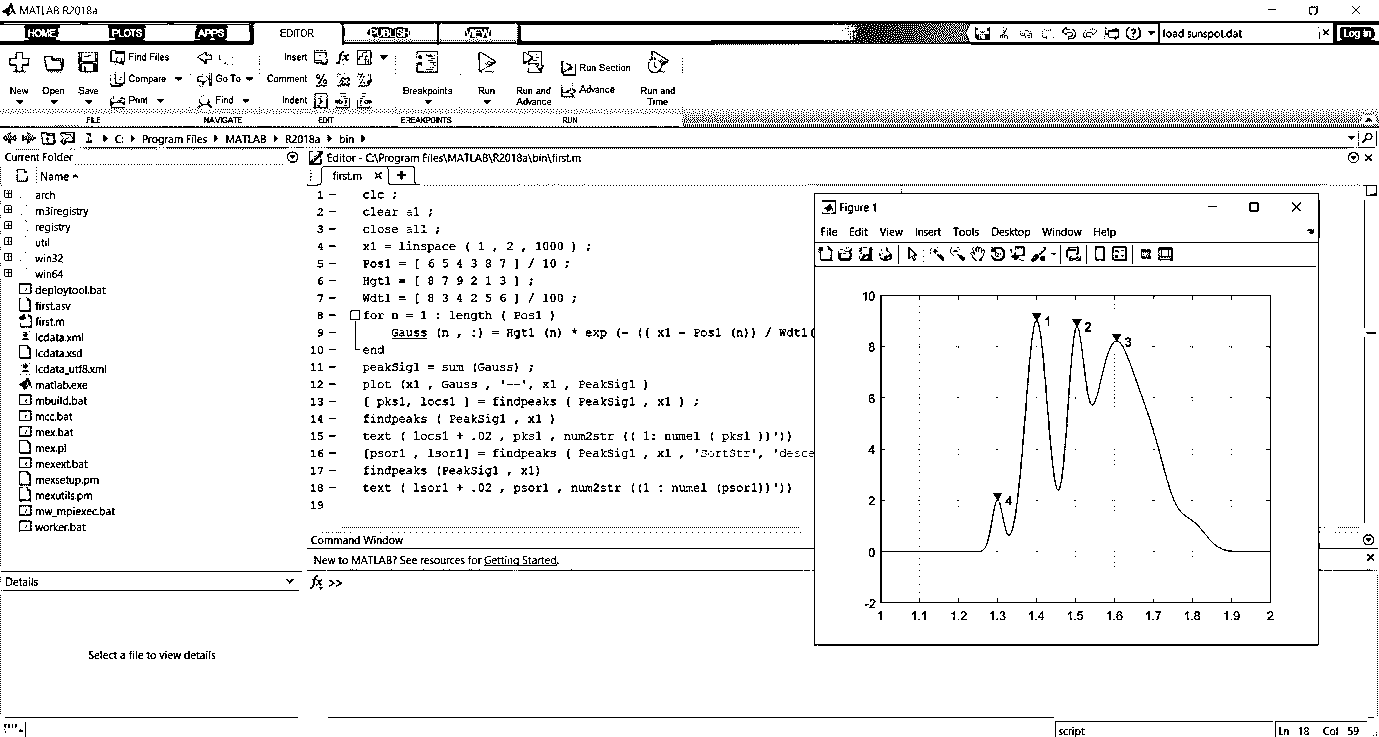 MATLAB R2018a
HOME PLOTS APPS EDITOR PUBLISH VIEW load sunspot.dat Log in
Find Files Insert fx
New Open Save Compare Go To Comment Breakpoints Run Run and Advance Run Section Advance Run and Time
Print Find Indent
FILE NAVIGATE EDIT BREAKPOINTS RUN
C: Program Files MATLAB R2018a bin
Current Folder
Name
arch
m3iregistry
registry
util
win32
win64
deploytool.bat
first.asv
first.m
lcdata.xml
lcdata.xsd
lcdata_utf8.xml
matlab.exe
mbuild.bat
mcc.bat
mex.bat
mex.pl
mexext.bat
mexsetup.pm
mexutils.pm
mw_mpiexec.bat
worker.bat
Details
Select a file to view details
Editor - C:\Program Files\MATLAB\R2018a\bin\first.m
first.m
1 - clc ;
2 - clear all ;
3 - close all ;
4 - x1 = linspace ( 1 , 2 , 1000 ) ;
5 - Pos1 = [ 6 5 4 3 8 7 ] / 10 ;
6 - Hgt1 = [ 8 7 9 2 1 3 ] ;
7 - Wdt1 = [ 8 3 4 2 5 6 ] / 100 ;
8 - for n = 1 : length ( Pos1 )
9 - Gauss (n , :) = Hgt1 (n) * exp (- (( x1 - Pos1 (n)) / Wdt1(
10 - end
11 - peakSig1 = sum (Gauss) ;
12 - plot (x1 , Gauss , '--', x1 , PeakSig1 )
13 - [ pks1, locs1 ] = findpeaks ( PeakSig1 , x1 ) ;
14 - findpeaks ( PeakSig1 , x1 )
15 - text ( locs1 + .02 , pks1 , num2str (( 1: numel ( pks1 ))'))
16 - [psor1 , lsor1] = findpeaks ( PeakSig1 , x1 , 'SortStr', 'desce
17 - findpeaks (PeakSig1 , x1)
18 - text ( lsor1 + .02 , psor1 , num2str ((1 : numel (psor1))'))
19
Command Window
New to MATLAB? See resources for Getting Started.
fx >>
Figure 1
File Edit View Insert Tools Desktop Window Help
10
8
6
4
2
0
-2
1 1.1 1.2 1.3 1.4 1.5 1.6 1.7 1.8 1.9 2
1
2
3
4
script Ln 18 Col 59